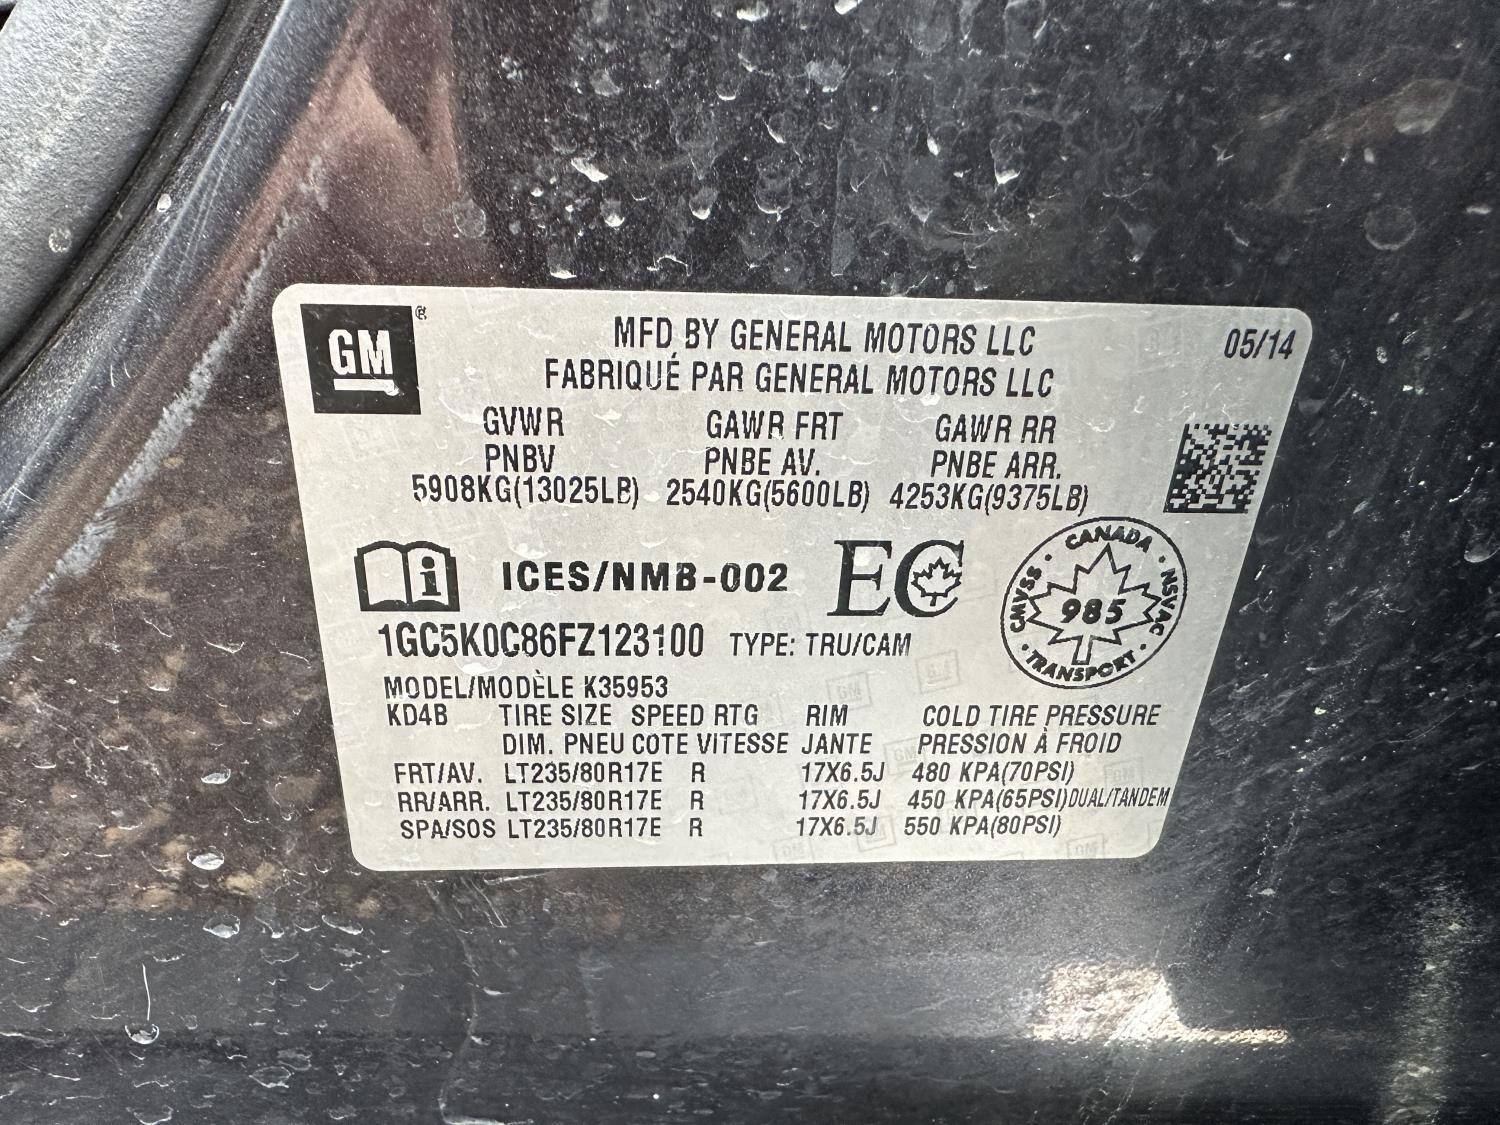 GM®
MFD BY GENERAL MOTORS LLC 05/14
FABRIQUÉ PAR GENERAL MOTORS LLC
GVWR GAWR FRT GAWR RR
PNBV PNBE AV. PNBE ARR.
5908KG(13025LB) 2540KG(5600LB) 4253KG(9375LB)
i ICES/NMB-002 EC
CANADA
CMVSS 985 NSVAC
TRANSPORT
1GC5K0C86FZ123100 TYPE: TRU/CAM
MODEL/MODÈLE K35953
KD4B TIRE SIZE SPEED RTG RIM COLD TIRE PRESSURE
DIM. PNEU COTE VITESSE JANTE PRESSION À FROID
FRT/AV. LT235/80R17E R 17X6.5J 480 KPA(70PSI)
RR/ARR. LT235/80R17E R 17X6.5J 450 KPA(65PSI)DUAL/TANDEM
SPA/SOS LT235/80R17E R 17X6.5J 550 KPA(80PSI)